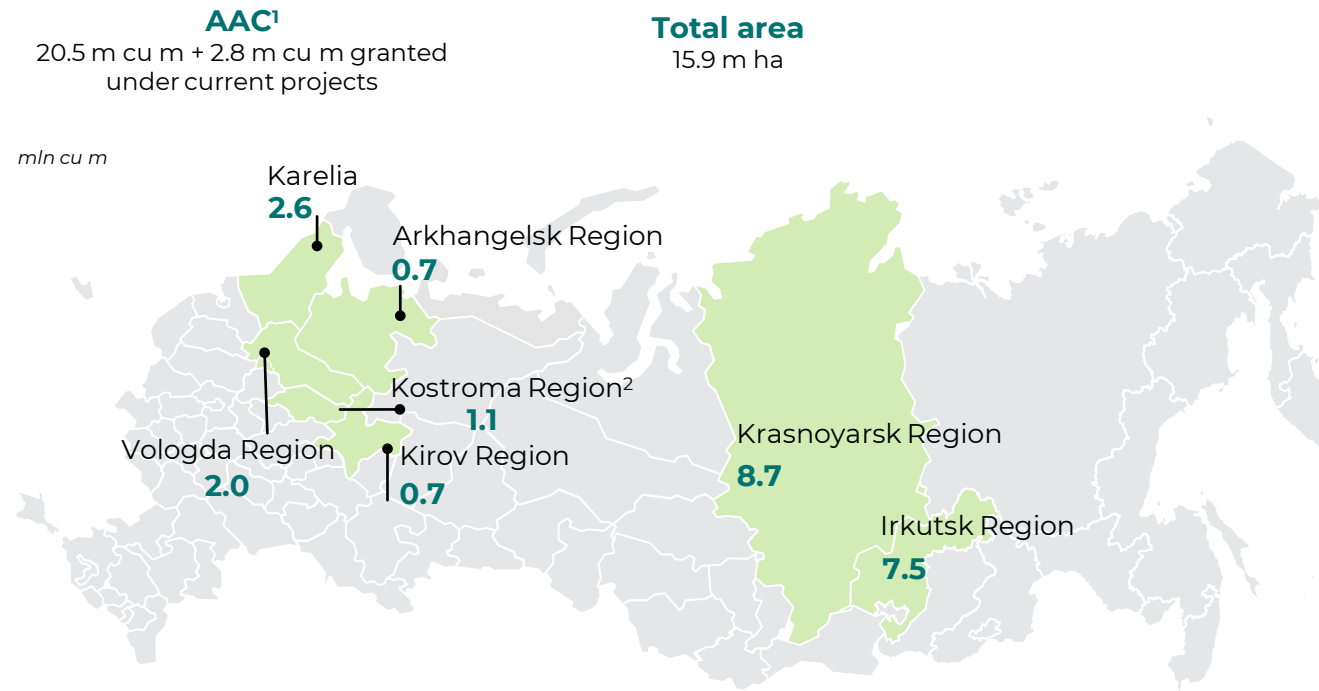 AAC¹
20.5 m cu m + 2.8 m cu m granted
under current projects
Total area
15.9 m ha
mln cu m
Karelia
2.6
Arkhangelsk Region
0.7
Kostroma Region²
1.1
Vologda Region
2.0
Kirov Region
0.7
Krasnoyarsk Region
8.7
Irkutsk Region
7.5